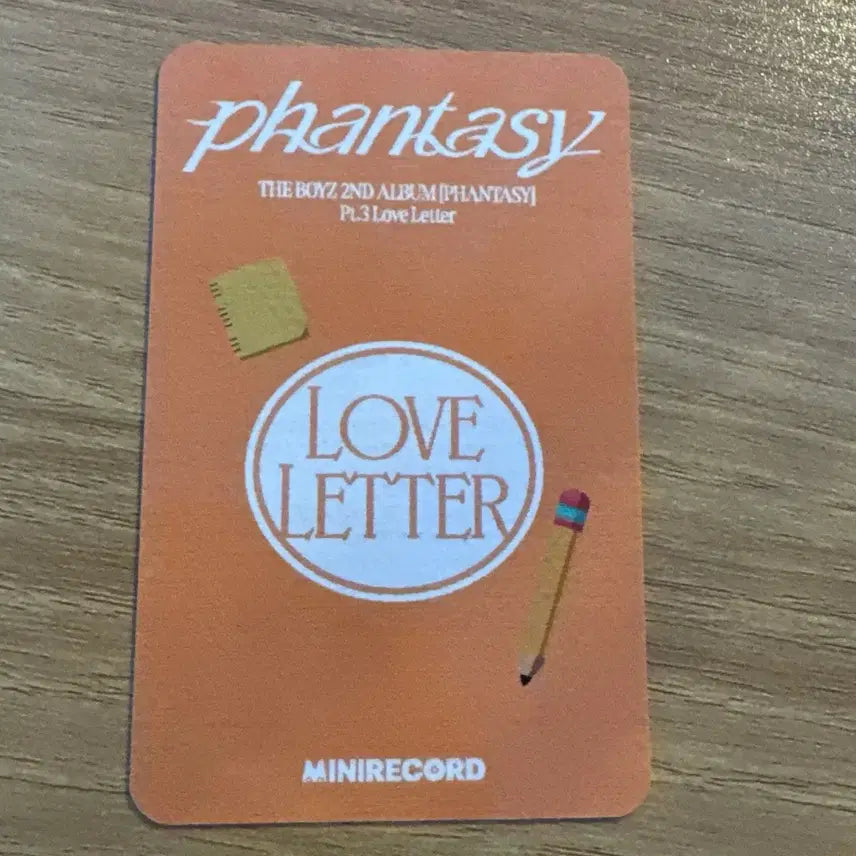 phantasy
THE BOYZ 2ND ALBUM [PHANTASY]
Pt.3 Love Letter
LOVE
LETTER
MINIRECORD